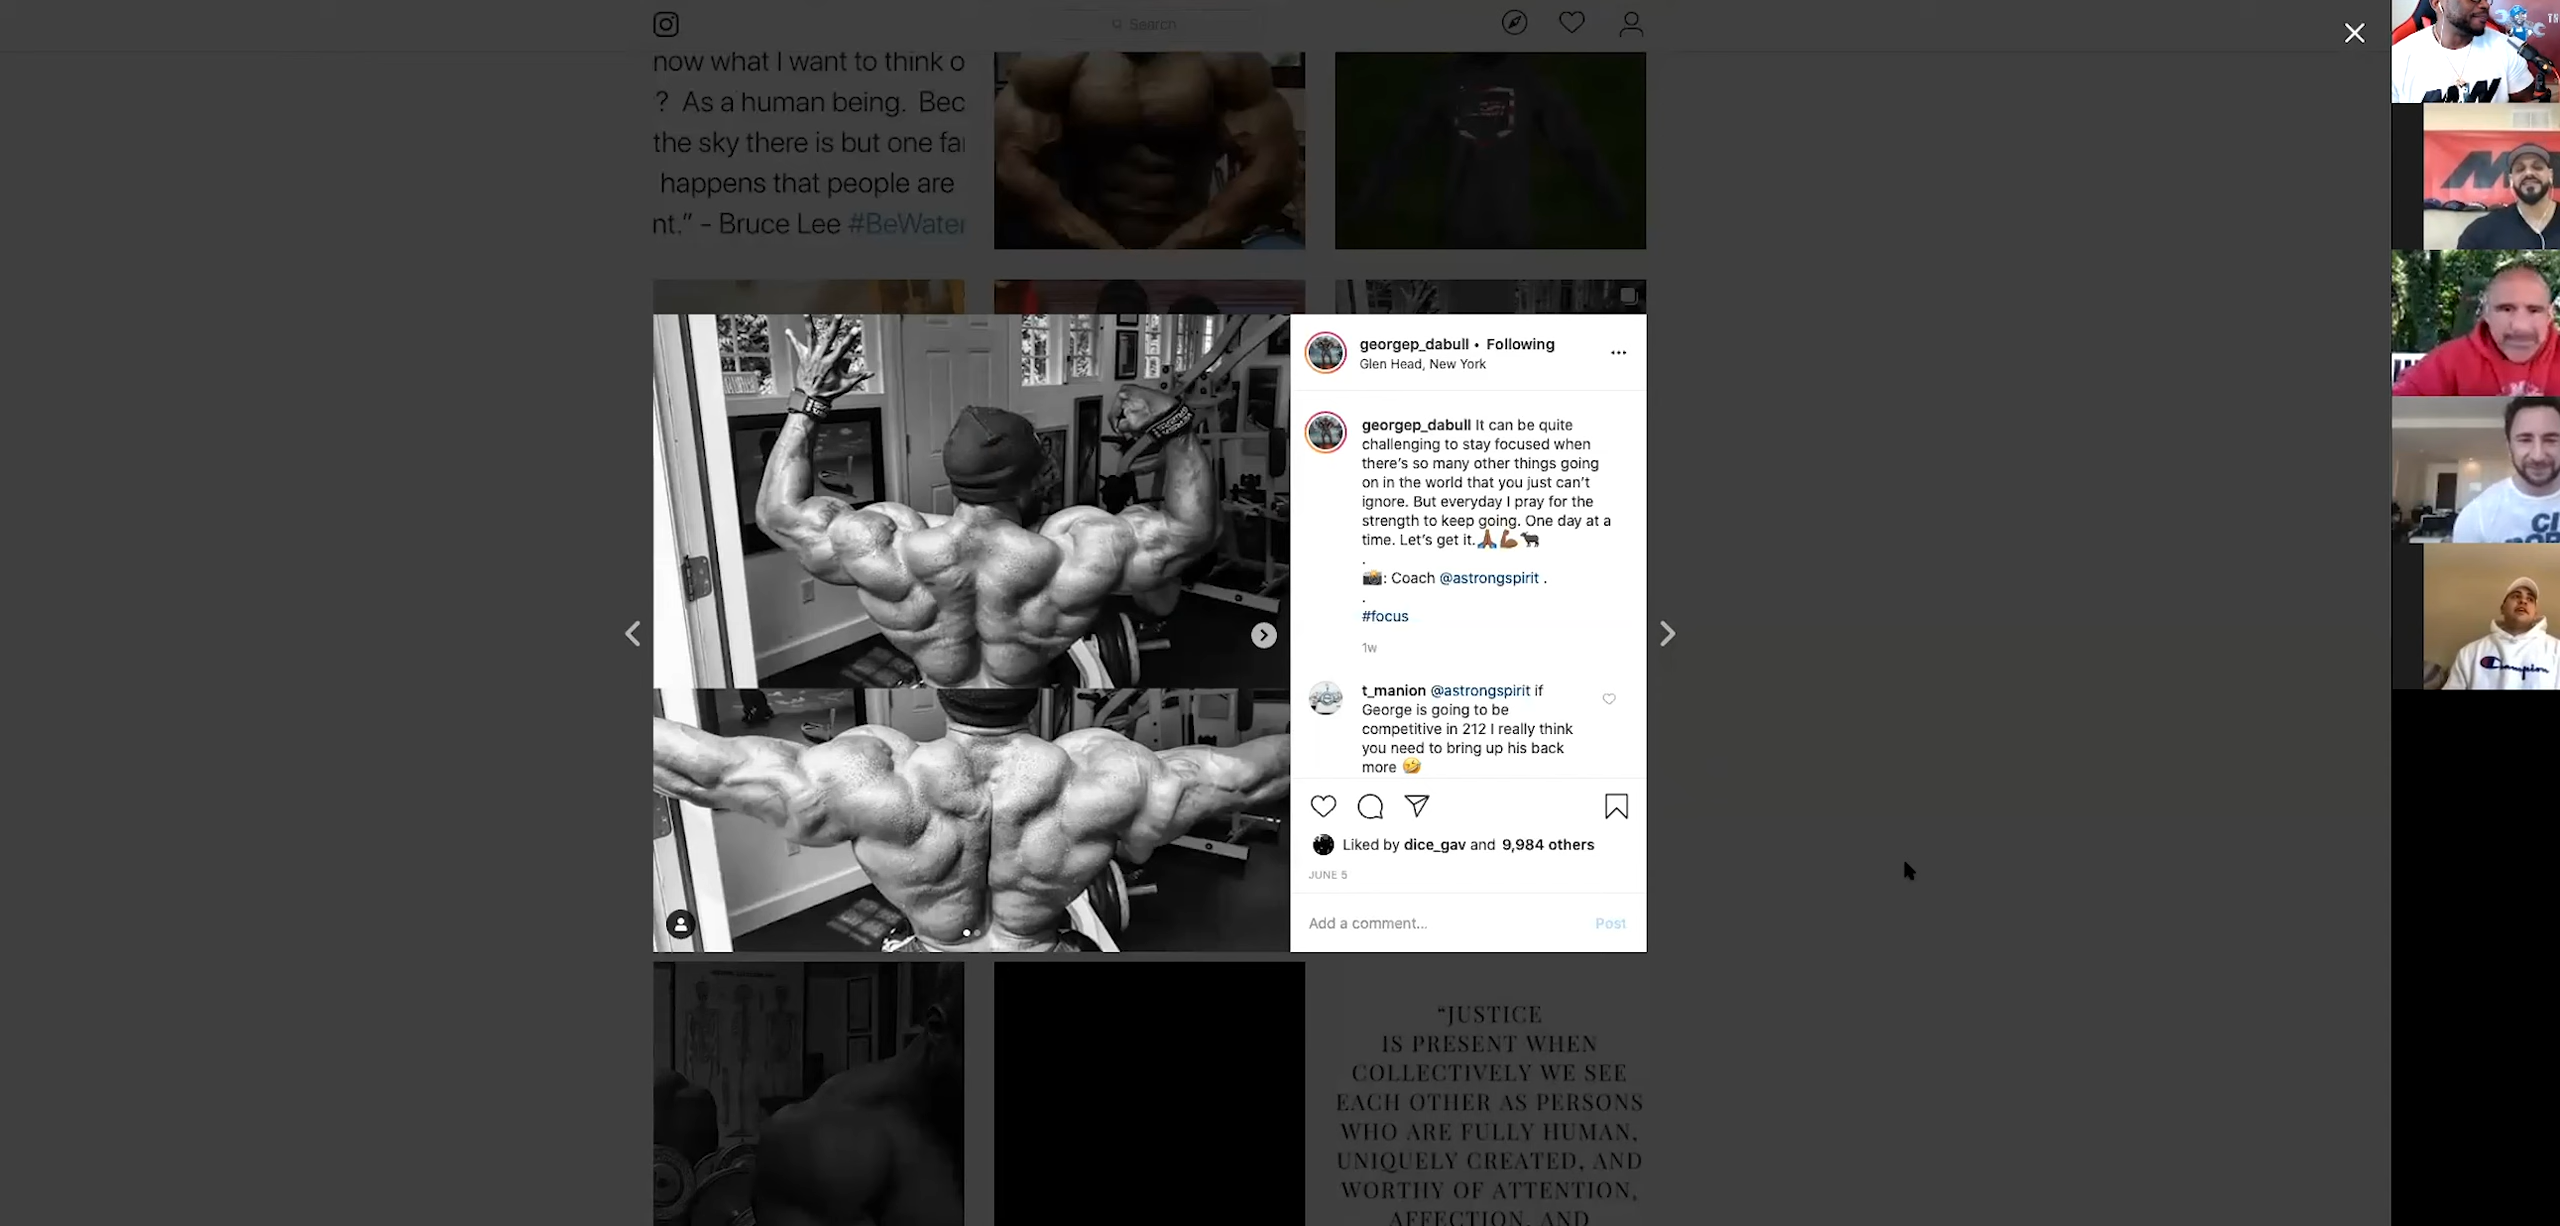 Search
now what I want to think o
? As a human being. Bec
the sky there is but one fa
happens that people are
nt.” - Bruce Lee #BeWater
georgep_dabull • Following
Glen Head, New York
georgep_dabull It can be quite
challenging to stay focused when
there's so many other things going
on in the world that you just can't
ignore. But everyday I pray for the
strength to keep going. One day at a
time. Let's get it.🙏🏾💪🏾🐂
.
📸: Coach @astrongspirit .
.
#focus
1w
t_manion @astrongspirit if
George is going to be
competitive in 212 I really think
you need to bring up his back
more 🤣
Liked by dice_gav and 9,984 others
JUNE 5
Add a comment...
Post
“JUSTICE
IS PRESENT WHEN
COLLECTIVELY WE SEE
EACH OTHER AS PERSONS
WHO ARE FULLY HUMAN,
UNIQUELY CREATED, AND
WORTHY OF ATTENTION,
AFFECTION, AND
Champion